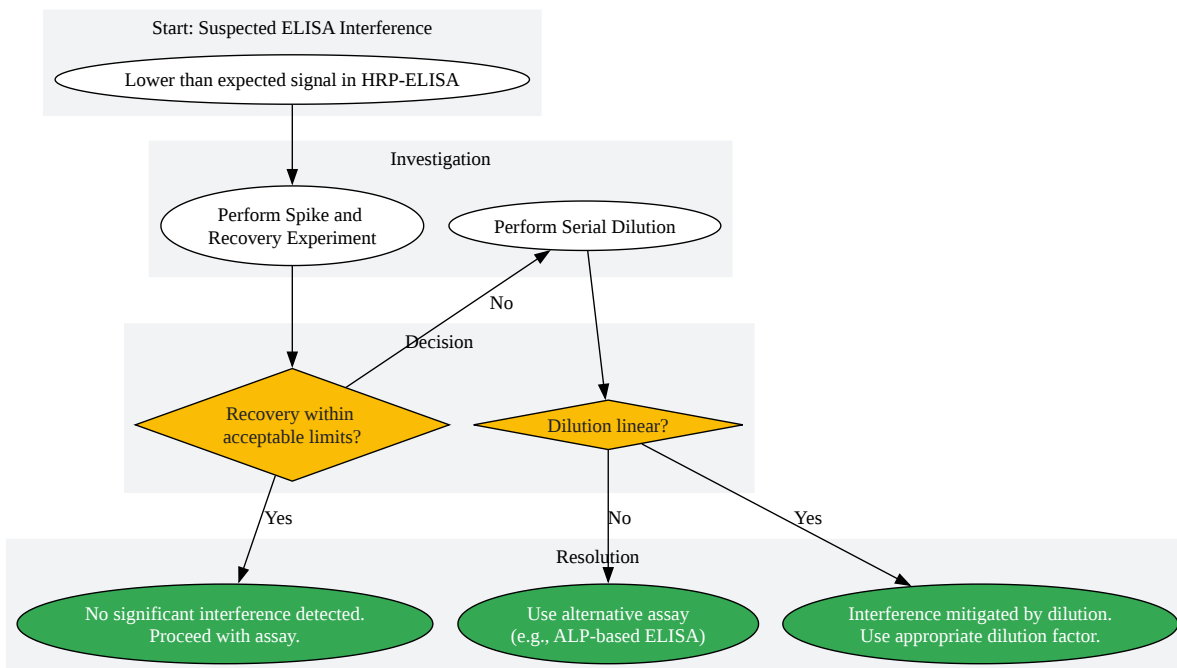 Start: Suspected ELISA Interference
Lower than expected signal in HRP-ELISA
Investigation
Perform Spike and
Recovery Experiment
Perform Serial Dilution
No
Decision
Recovery within
acceptable limits?
Dilution linear?
Yes
No
Yes
Resolution
No significant interference detected.
Proceed with assay.
Use alternative assay
(e.g., ALP-based ELISA)
Interference mitigated by dilution.
Use appropriate dilution factor.